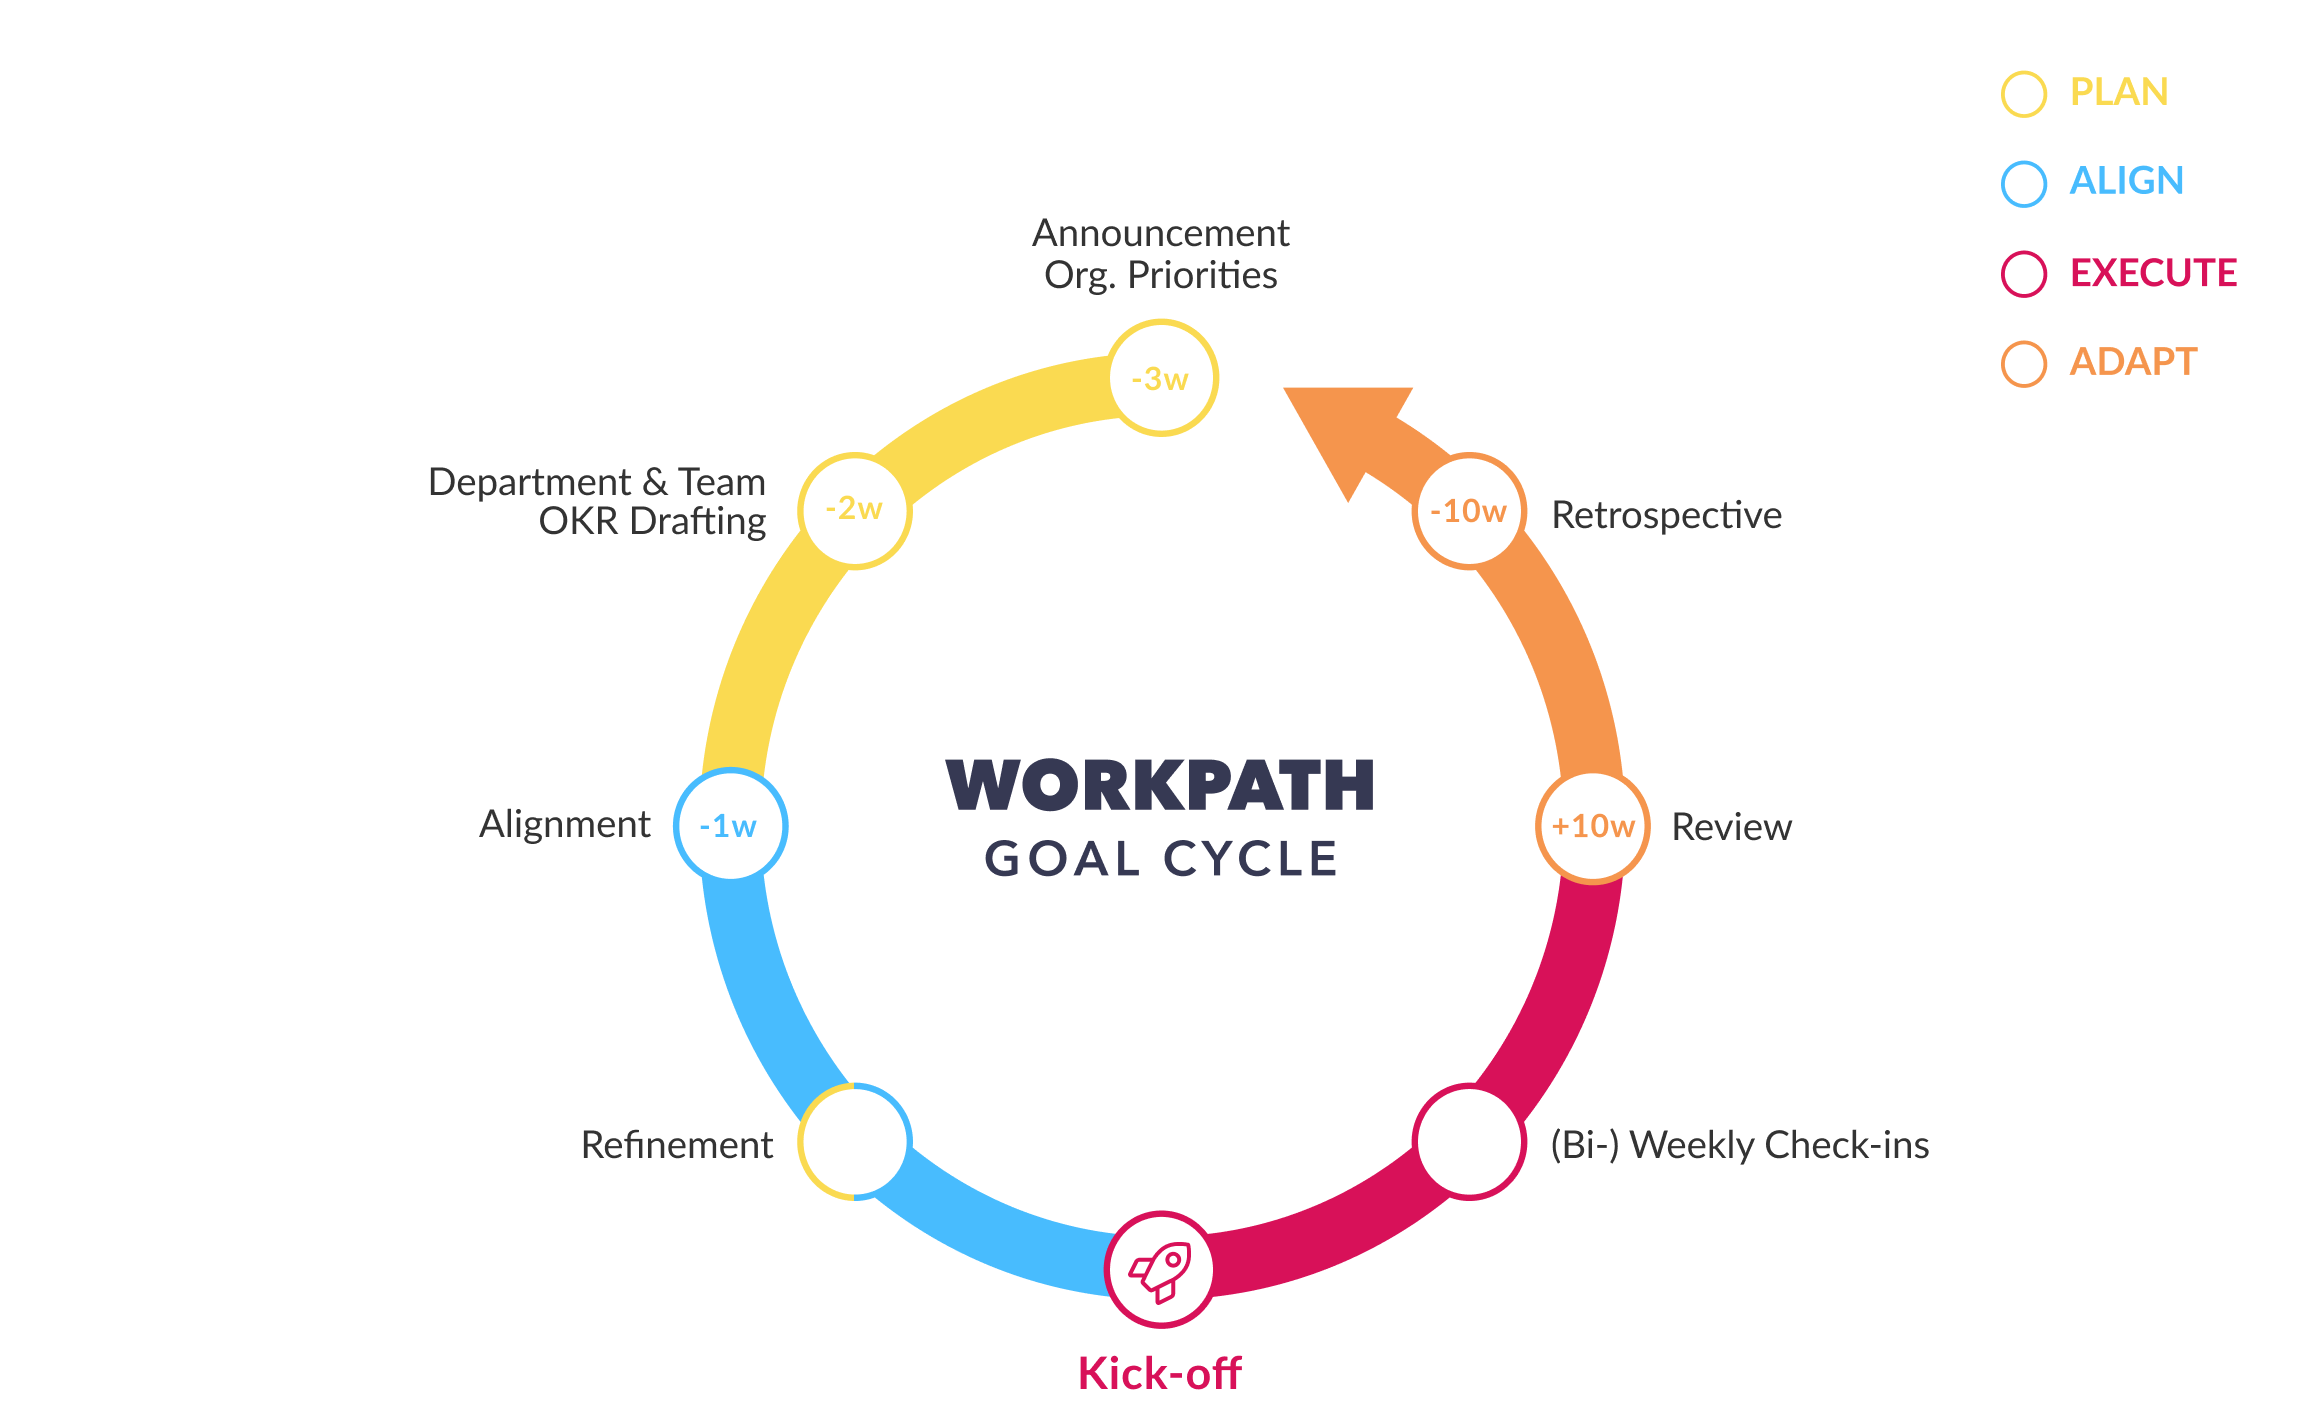 PLAN
ALIGN
EXECUTE
ADAPT
Announcement
Org. Priorities
-3w
Department & Team
OKR Drafting
-2w
-10w
Retrospective
WORKPATH
GOAL CYCLE
Alignment
-1w
+10w
Review
Refinement
(Bi-) Weekly Check-ins
Kick-off